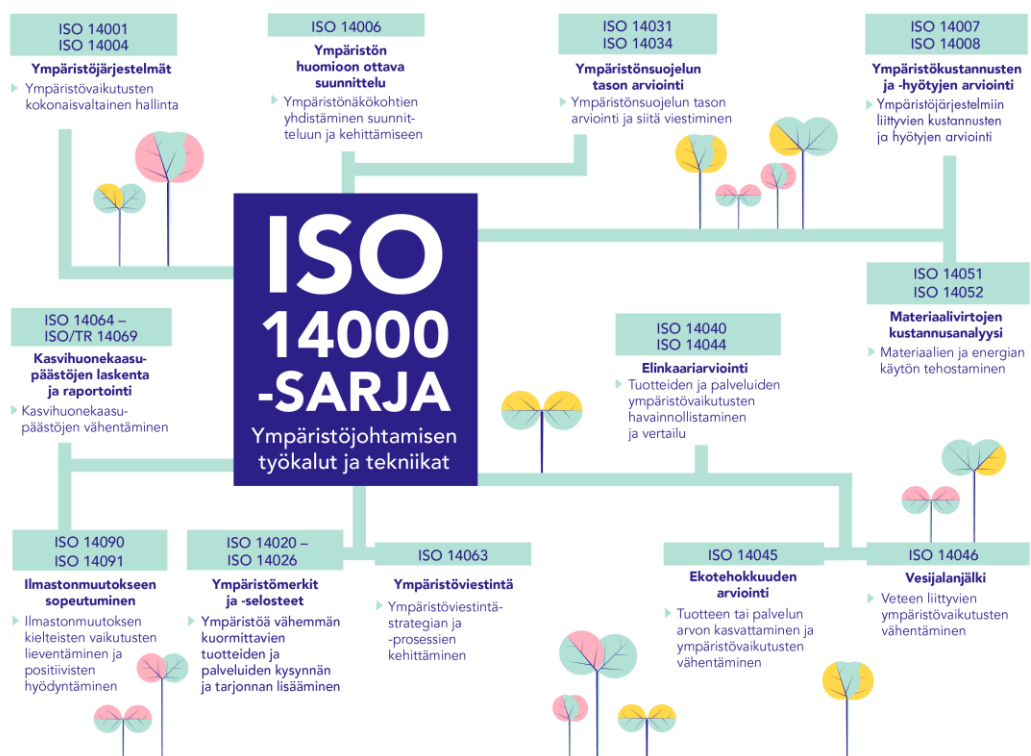 ISO 14001
ISO 14004
Ympäristöjärjestelmät
Ympäristövaikutusten
kokonaisvaltainen hallinta
ISO 14006
Ympäristön
huomioon ottava
suunnittelu
Ympäristönäkökohtien
yhdistäminen suunnit-
teluun ja kehittämiseen
ISO 14031
ISO 14034
Ympäristönsuojelun
tason arviointi
Ympäristönsuojelun tason
arviointi ja siitä viestiminen
ISO 14007
ISO 14008
Ympäristökustannusten
ja -hyötyjen arviointi
Ympäristöjärjestelmiin
liittyvien kustannusten
ja hyötyjen arviointi
ISO
14000
-SARJA
Ympäristöjohtamisen
työkalut ja tekniikat
ISO 14051
ISO 14052
Materiaalivirtojen
kustannusanalyysi
Materiaalien ja energian
käytön tehostaminen
ISO 14064 –
ISO/TR 14069
Kasvihuonekaasu-
päästöjen laskenta
ja raportointi
Kasvihuonekaasu-
päästöjen vähentäminen
ISO 14040
ISO 14044
Elinkaariarviointi
Tuotteiden ja palveluiden
ympäristövaikutusten
havainnollistaminen
ja vertailu
ISO 14090
ISO 14091
Ilmastonmuutokseen
sopeutuminen
Ilmastonmuutoksen
kielteisten vaikutusten
lieventäminen ja
positiivisten
hyödyntäminen
ISO 14020 –
ISO 14026
Ympäristömerkit
ja -selosteet
Ympäristöä vähemmän
kuormittavien
tuotteiden ja
palveluiden kysynnän
ja tarjonnan lisääminen
ISO 14063
Ympäristöviestintä
Ympäristöviestintä-
strategian ja
-prosessien
kehittäminen
ISO 14045
Ekotehokkuuden
arviointi
Tuotteen tai palvelun
arvon kasvattaminen ja
ympäristövaikutusten
vähentäminen
ISO 14046
Vesijalanjälki
Veteen liittyvien
ympäristövaikutusten
vähentäminen